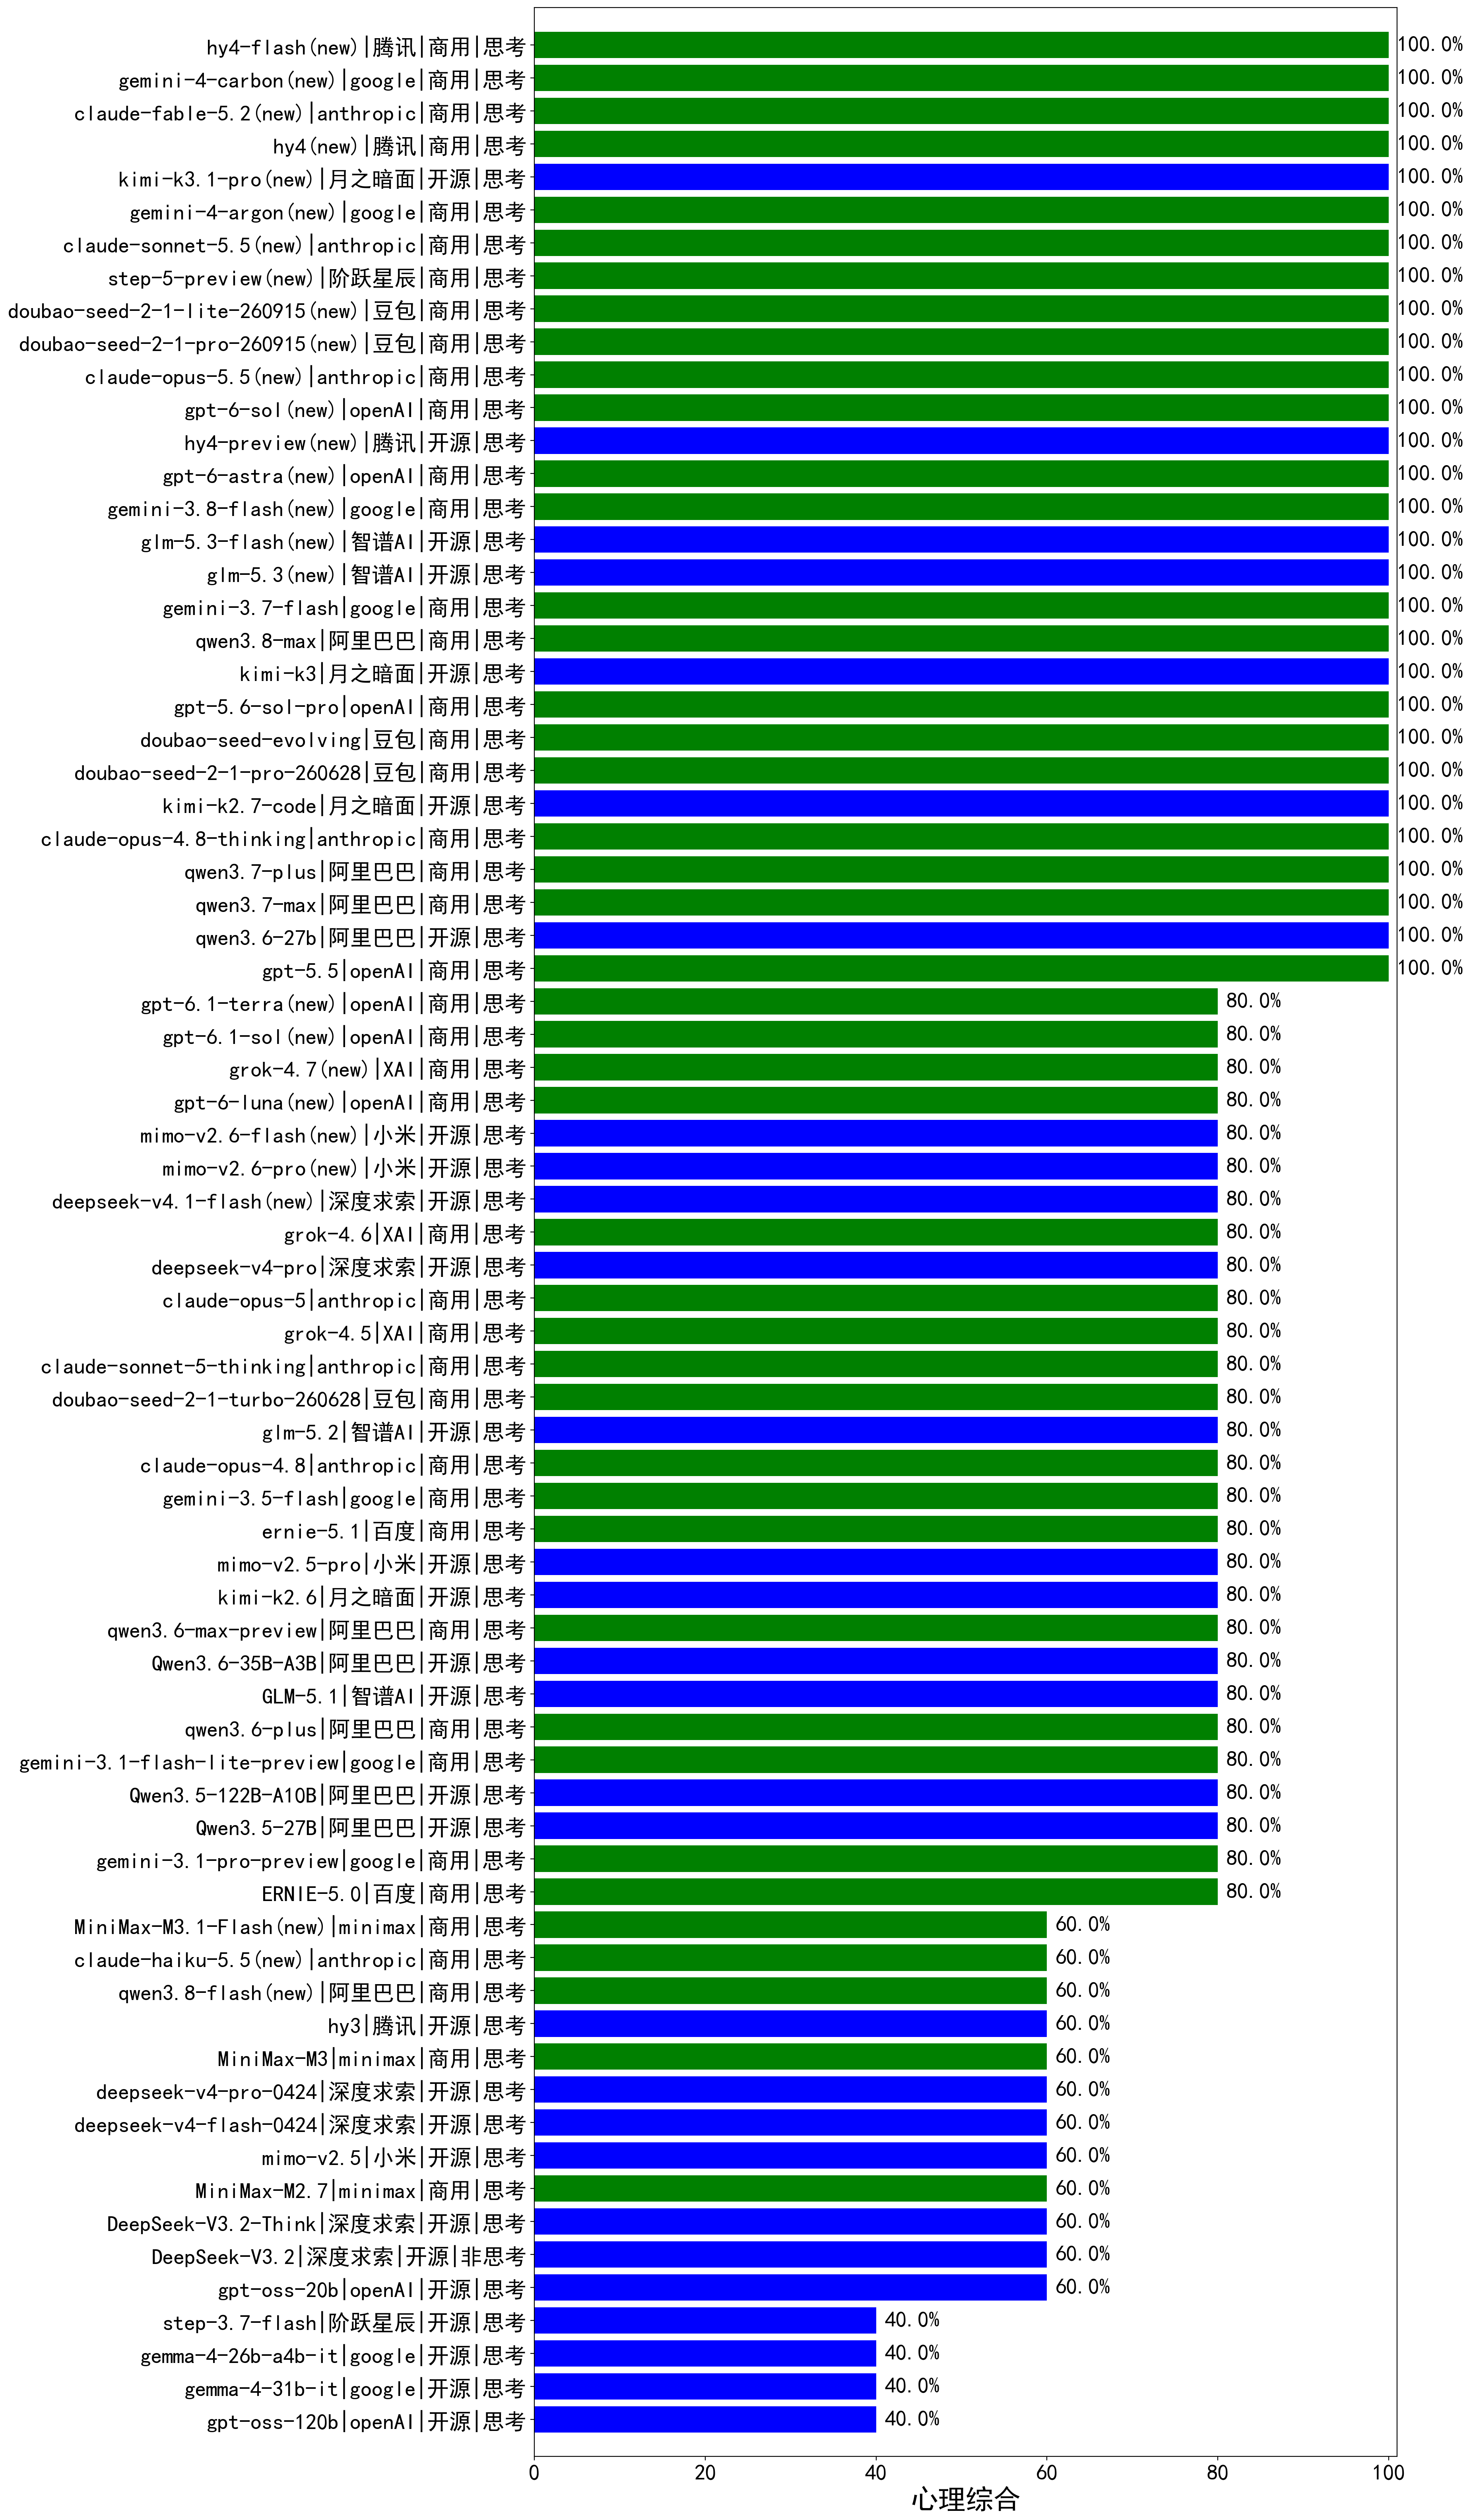 hy4-flash(new)|腾讯|商用|思考 100.0%
gemini-4-carbon(new)|google|商用|思考 100.0%
claude-fable-5.2(new)|anthropic|商用|思考 100.0%
hy4(new)|腾讯|商用|思考 100.0%
kimi-k3.1-pro(new)|月之暗面|开源|思考 100.0%
gemini-4-argon(new)|google|商用|思考 100.0%
claude-sonnet-5.5(new)|anthropic|商用|思考 100.0%
step-5-preview(new)|阶跃星辰|商用|思考 100.0%
doubao-seed-2-1-lite-260915(new)|豆包|商用|思考 100.0%
doubao-seed-2-1-pro-260915(new)|豆包|商用|思考 100.0%
claude-opus-5.5(new)|anthropic|商用|思考 100.0%
gpt-6-sol(new)|openAI|商用|思考 100.0%
hy4-preview(new)|腾讯|开源|思考 100.0%
gpt-6-astra(new)|openAI|商用|思考 100.0%
gemini-3.8-flash(new)|google|商用|思考 100.0%
glm-5.3-flash(new)|智谱AI|开源|思考 100.0%
glm-5.3(new)|智谱AI|开源|思考 100.0%
gemini-3.7-flash|google|商用|思考 100.0%
qwen3.8-max|阿里巴巴|商用|思考 100.0%
kimi-k3|月之暗面|开源|思考 100.0%
gpt-5.6-sol-pro|openAI|商用|思考 100.0%
doubao-seed-evolving|豆包|商用|思考 100.0%
doubao-seed-2-1-pro-260628|豆包|商用|思考 100.0%
kimi-k2.7-code|月之暗面|开源|思考 100.0%
claude-opus-4.8-thinking|anthropic|商用|思考 100.0%
qwen3.7-plus|阿里巴巴|商用|思考 100.0%
qwen3.7-max|阿里巴巴|商用|思考 100.0%
qwen3.6-27b|阿里巴巴|开源|思考 100.0%
gpt-5.5|openAI|商用|思考 100.0%
gpt-6.1-terra(new)|openAI|商用|思考 80.0%
gpt-6.1-sol(new)|openAI|商用|思考 80.0%
grok-4.7(new)|XAI|商用|思考 80.0%
gpt-6-luna(new)|openAI|商用|思考 80.0%
mimo-v2.6-flash(new)|小米|开源|思考 80.0%
mimo-v2.6-pro(new)|小米|开源|思考 80.0%
deepseek-v4.1-flash(new)|深度求索|开源|思考 80.0%
grok-4.6|XAI|商用|思考 80.0%
deepseek-v4-pro|深度求索|开源|思考 80.0%
claude-opus-5|anthropic|商用|思考 80.0%
grok-4.5|XAI|商用|思考 80.0%
claude-sonnet-5-thinking|anthropic|商用|思考 80.0%
doubao-seed-2-1-turbo-260628|豆包|商用|思考 80.0%
glm-5.2|智谱AI|开源|思考 80.0%
claude-opus-4.8|anthropic|商用|思考 80.0%
gemini-3.5-flash|google|商用|思考 80.0%
ernie-5.1|百度|商用|思考 80.0%
mimo-v2.5-pro|小米|开源|思考 80.0%
kimi-k2.6|月之暗面|开源|思考 80.0%
qwen3.6-max-preview|阿里巴巴|商用|思考 80.0%
Qwen3.6-35B-A3B|阿里巴巴|开源|思考 80.0%
GLM-5.1|智谱AI|开源|思考 80.0%
qwen3.6-plus|阿里巴巴|商用|思考 80.0%
gemini-3.1-flash-lite-preview|google|商用|思考 80.0%
Qwen3.5-122B-A10B|阿里巴巴|开源|思考 80.0%
Qwen3.5-27B|阿里巴巴|开源|思考 80.0%
gemini-3.1-pro-preview|google|商用|思考 80.0%
ERNIE-5.0|百度|商用|思考 80.0%
MiniMax-M3.1-Flash(new)|minimax|商用|思考 60.0%
claude-haiku-5.5(new)|anthropic|商用|思考 60.0%
qwen3.8-flash(new)|阿里巴巴|商用|思考 60.0%
hy3|腾讯|开源|思考 60.0%
MiniMax-M3|minimax|商用|思考 60.0%
deepseek-v4-pro-0424|深度求索|开源|思考 60.0%
deepseek-v4-flash-0424|深度求索|开源|思考 60.0%
mimo-v2.5|小米|开源|思考 60.0%
MiniMax-M2.7|minimax|商用|思考 60.0%
DeepSeek-V3.2-Think|深度求索|开源|思考 60.0%
DeepSeek-V3.2|深度求索|开源|非思考 60.0%
gpt-oss-20b|openAI|开源|思考 60.0%
step-3.7-flash|阶跃星辰|开源|思考 40.0%
gemma-4-26b-a4b-it|google|开源|思考 40.0%
gemma-4-31b-it|google|开源|思考 40.0%
gpt-oss-120b|openAI|开源|思考 40.0%
0 20 40 60 80 100
心理综合